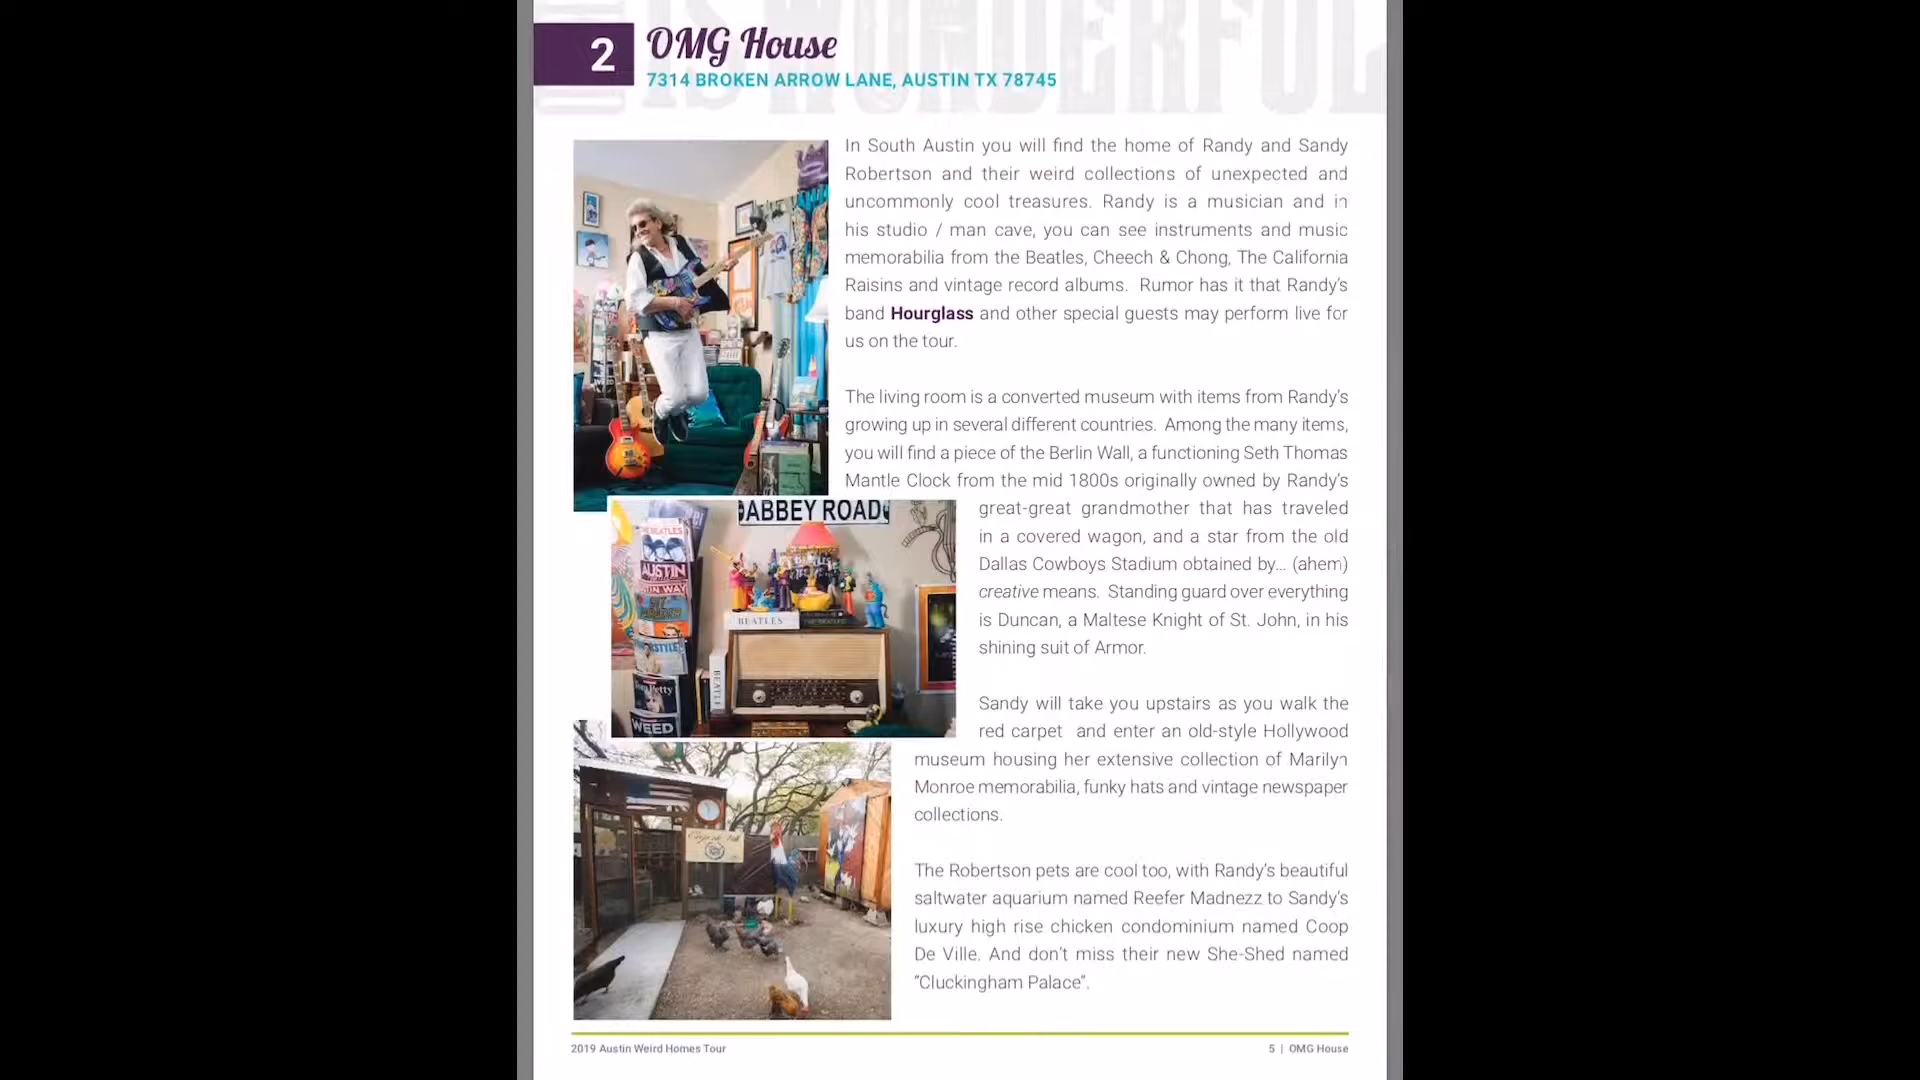 IS WONDERFUL
2
OMG House
7314 BROKEN ARROW LANE, AUSTIN TX 78745
In South Austin you will find the home of Randy and Sandy
Robertson and their weird collections of unexpected and
uncommonly cool treasures. Randy is a musician and in
his studio / man cave, you can see instruments and music
memorabilia from the Beatles, Cheech & Chong, The California
Raisins and vintage record albums. Rumor has it that Randy's
band Hourglass and other special guests may perform live for
us on the tour.
The living room is a converted museum with items from Randy's
growing up in several different countries. Among the many items,
you will find a piece of the Berlin Wall, a functioning Seth Thomas
Mantle Clock from the mid 1800s originally owned by Randy's
great-great grandmother that has traveled
in a covered wagon, and a star from the old
Dallas Cowboys Stadium obtained by... (ahem)
creative means. Standing guard over everything
is Duncan, a Maltese Knight of St. John, in his
shining suit of Armor.
Sandy will take you upstairs as you walk the
red carpet and enter an old-style Hollywood
museum housing her extensive collection of Marilyn
Monroe memorabilia, funky hats and vintage newspaper
collections.
The Robertson pets are cool too, with Randy's beautiful
saltwater aquarium named Reefer Madnezz to Sandy's
luxury high rise chicken condominium named Coop
De Ville. And don't miss their new She-Shed named
"Cluckingham Palace".
ABBEY ROAD
BEATLES
AUSTIN
BEATLES
Tom Petty
WEED
2019 Austin Weird Homes Tour
5 | OMG House